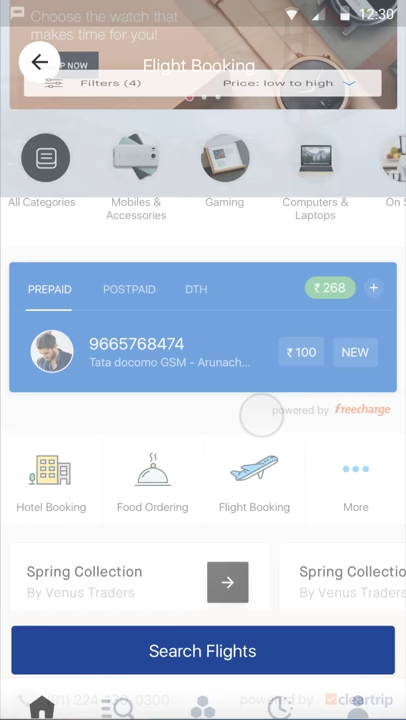 Choose the watch that
makes time for you!
12:30
P NOW
Flight Booking
Filters (4)
Price: low to high
All Categories
Mobiles &
Accessories
Gaming
Computers &
Laptops
On S
PREPAID
POSTPAID
DTH
₹ 268
+
9665768474
Tata docomo GSM - Arunach...
₹ 100
NEW
powered by freecharge
Hotel Booking
Food Ordering
Flight Booking
More
Spring Collection
By Venus Traders
Spring Collectio
By Venus Traders
Search Flights
powered by cleartrip